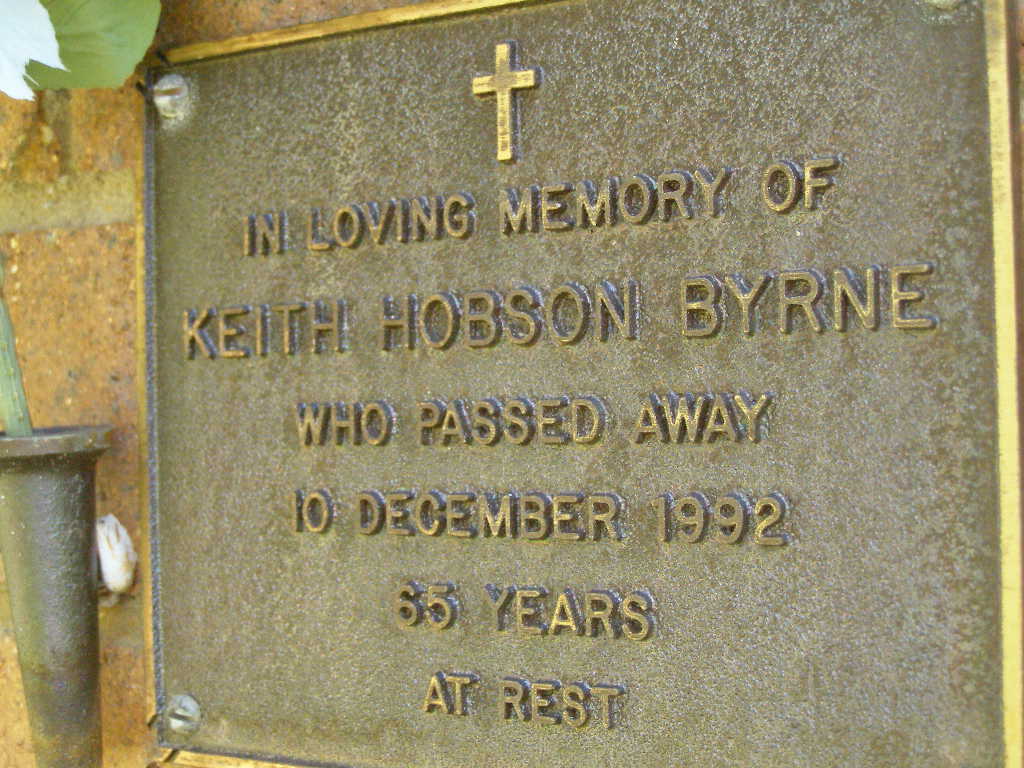 IN LOVING MEMORY OF
KEITH HOBSON BYRNE
WHO PASSED AWAY
10 DECEMBER 1992
65 YEARS
AT REST